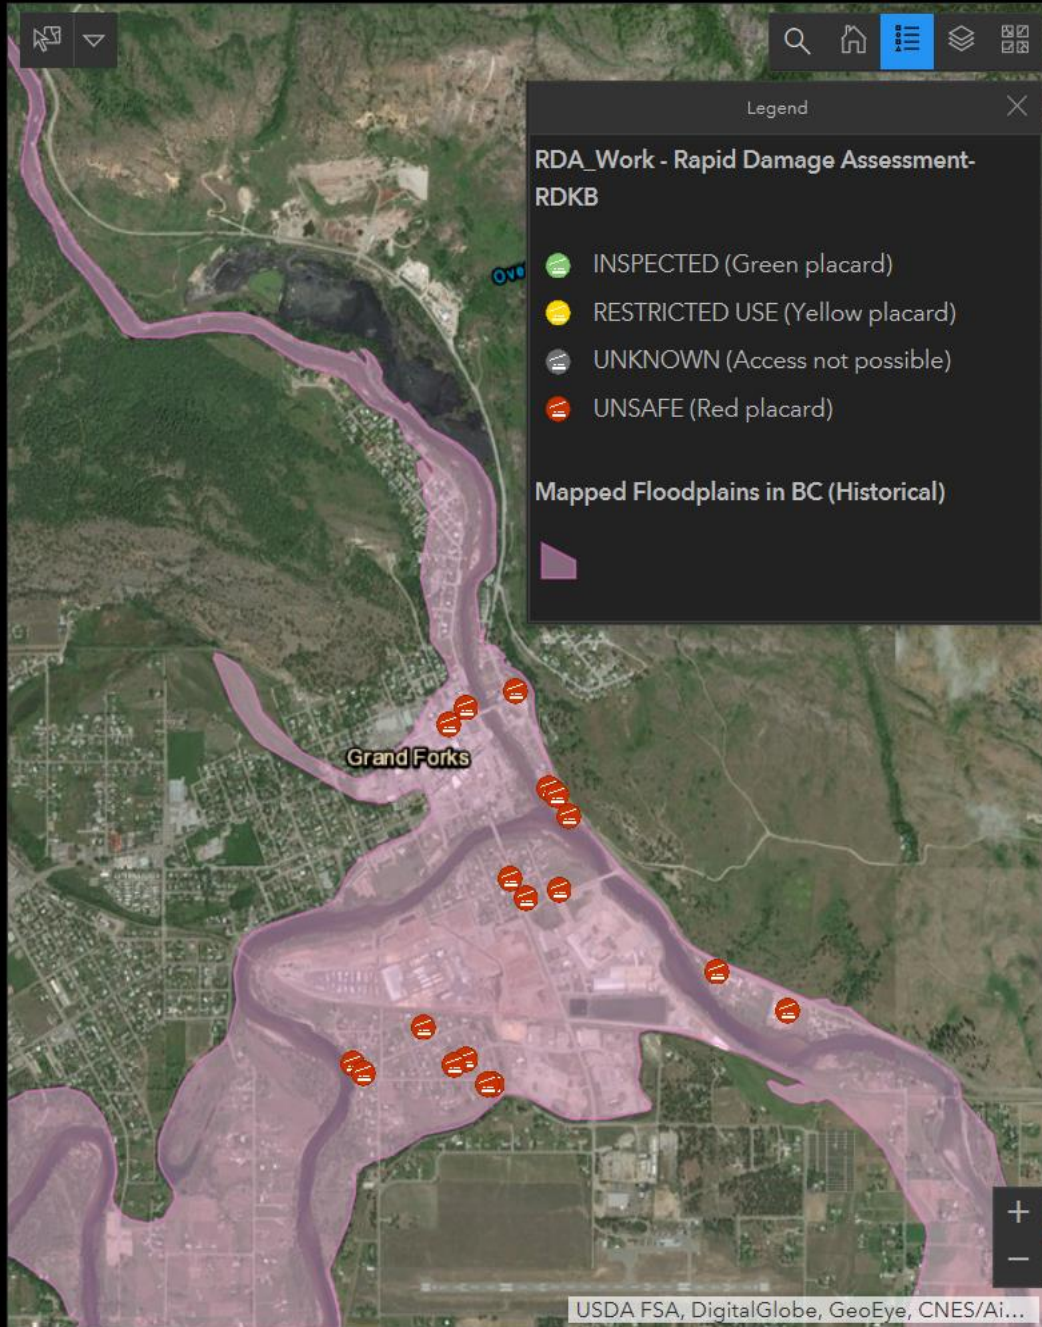 Legend
RDA_Work - Rapid Damage Assessment-
RDKB
INSPECTED (Green placard)
Ove
RESTRICTED USE (Yellow placard)
UNKNOWN (Access not possible)
UNSAFE (Red placard)
Mapped Floodplains in BC (Historical)
Grand Forks
+
−
USDA FSA, DigitalGlobe, GeoEye, CNES/Ai...